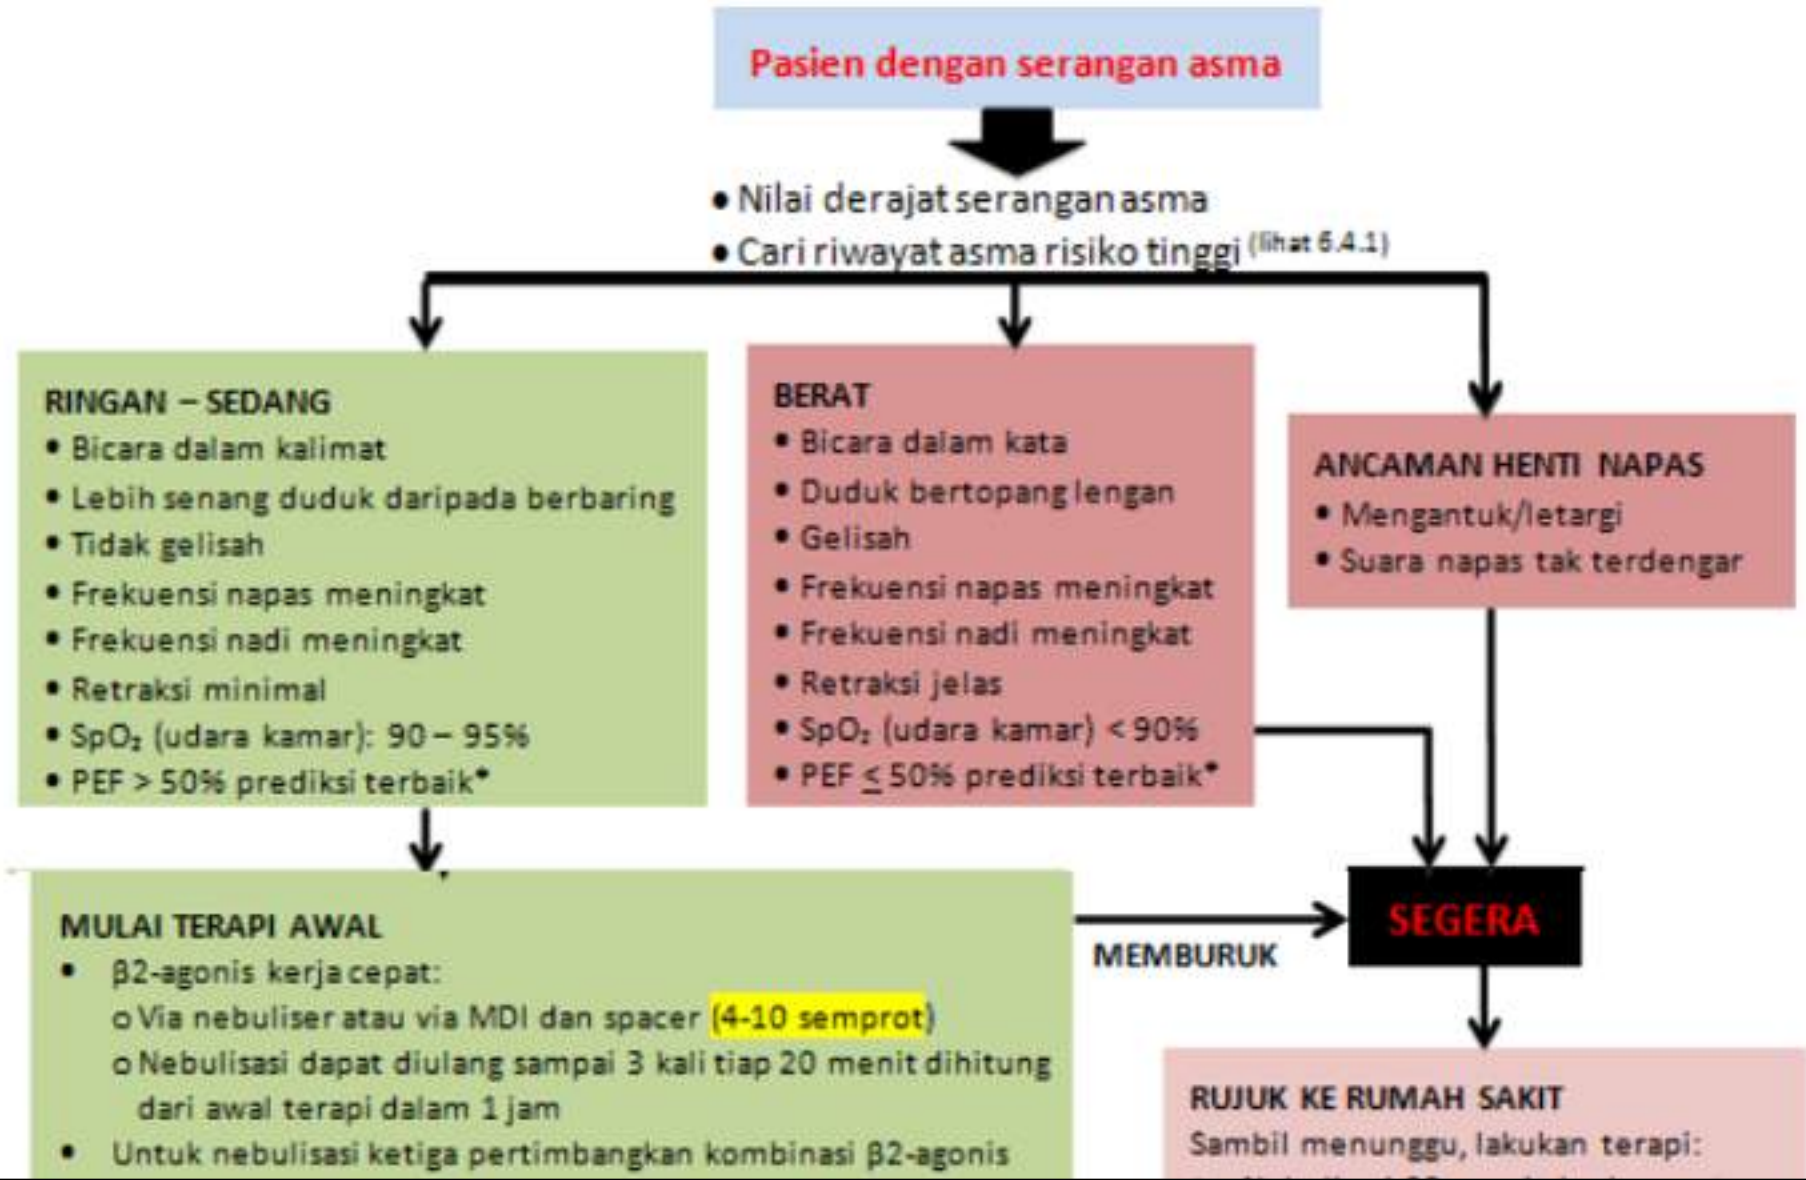 Pasien dengan serangan asma
• Nilai derajat serangan asma
• Cari riwayat asma risiko tinggi (lihat 6.4.1)
RINGAN – SEDANG
• Bicara dalam kalimat
• Lebih senang duduk daripada berbaring
• Tidak gelisah
• Frekuensi napas meningkat
• Frekuensi nadi meningkat
• Retraksi minimal
• SpO₂ (udara kamar): 90 – 95%
• PEF > 50% prediksi terbaik*
BERAT
• Bicara dalam kata
• Duduk bertopang lengan
• Gelisah
• Frekuensi napas meningkat
• Frekuensi nadi meningkat
• Retraksi jelas
• SpO₂ (udara kamar) < 90%
• PEF ≤ 50% prediksi terbaik*
ANCAMAN HENTI NAPAS
• Mengantuk/letargi
• Suara napas tak terdengar
MULAI TERAPI AWAL
• β2-agonis kerja cepat:
o Via nebuliser atau via MDI dan spacer (4-10 semprot)
o Nebulisasi dapat diulang sampai 3 kali tiap 20 menit dihitung
dari awal terapi dalam 1 jam
• Untuk nebulisasi ketiga pertimbangkan kombinasi β2-agonis
MEMBURUK
SEGERA
RUJUK KE RUMAH SAKIT
Sambil menunggu, lakukan terapi: